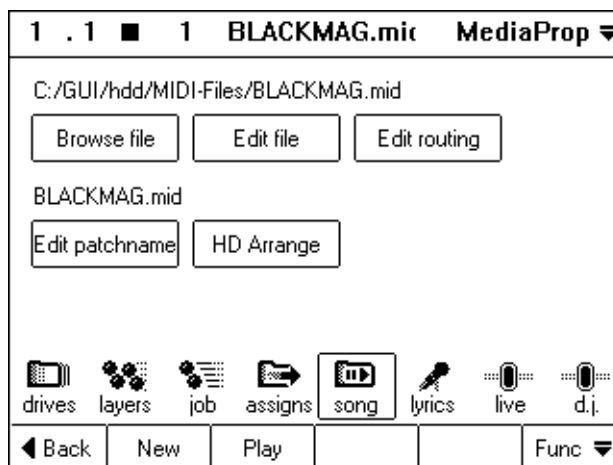 1 .1 ■ 1 BLACKMAG.mid MediaProp
C:/GUI/hdd/MIDI-Files/BLACKMAG.mid
Browse file Edit file Edit routing
BLACKMAG.mid
Edit patchname HD Arrange
drives layers job assigns song lyrics live d.j.
Back New Play Func